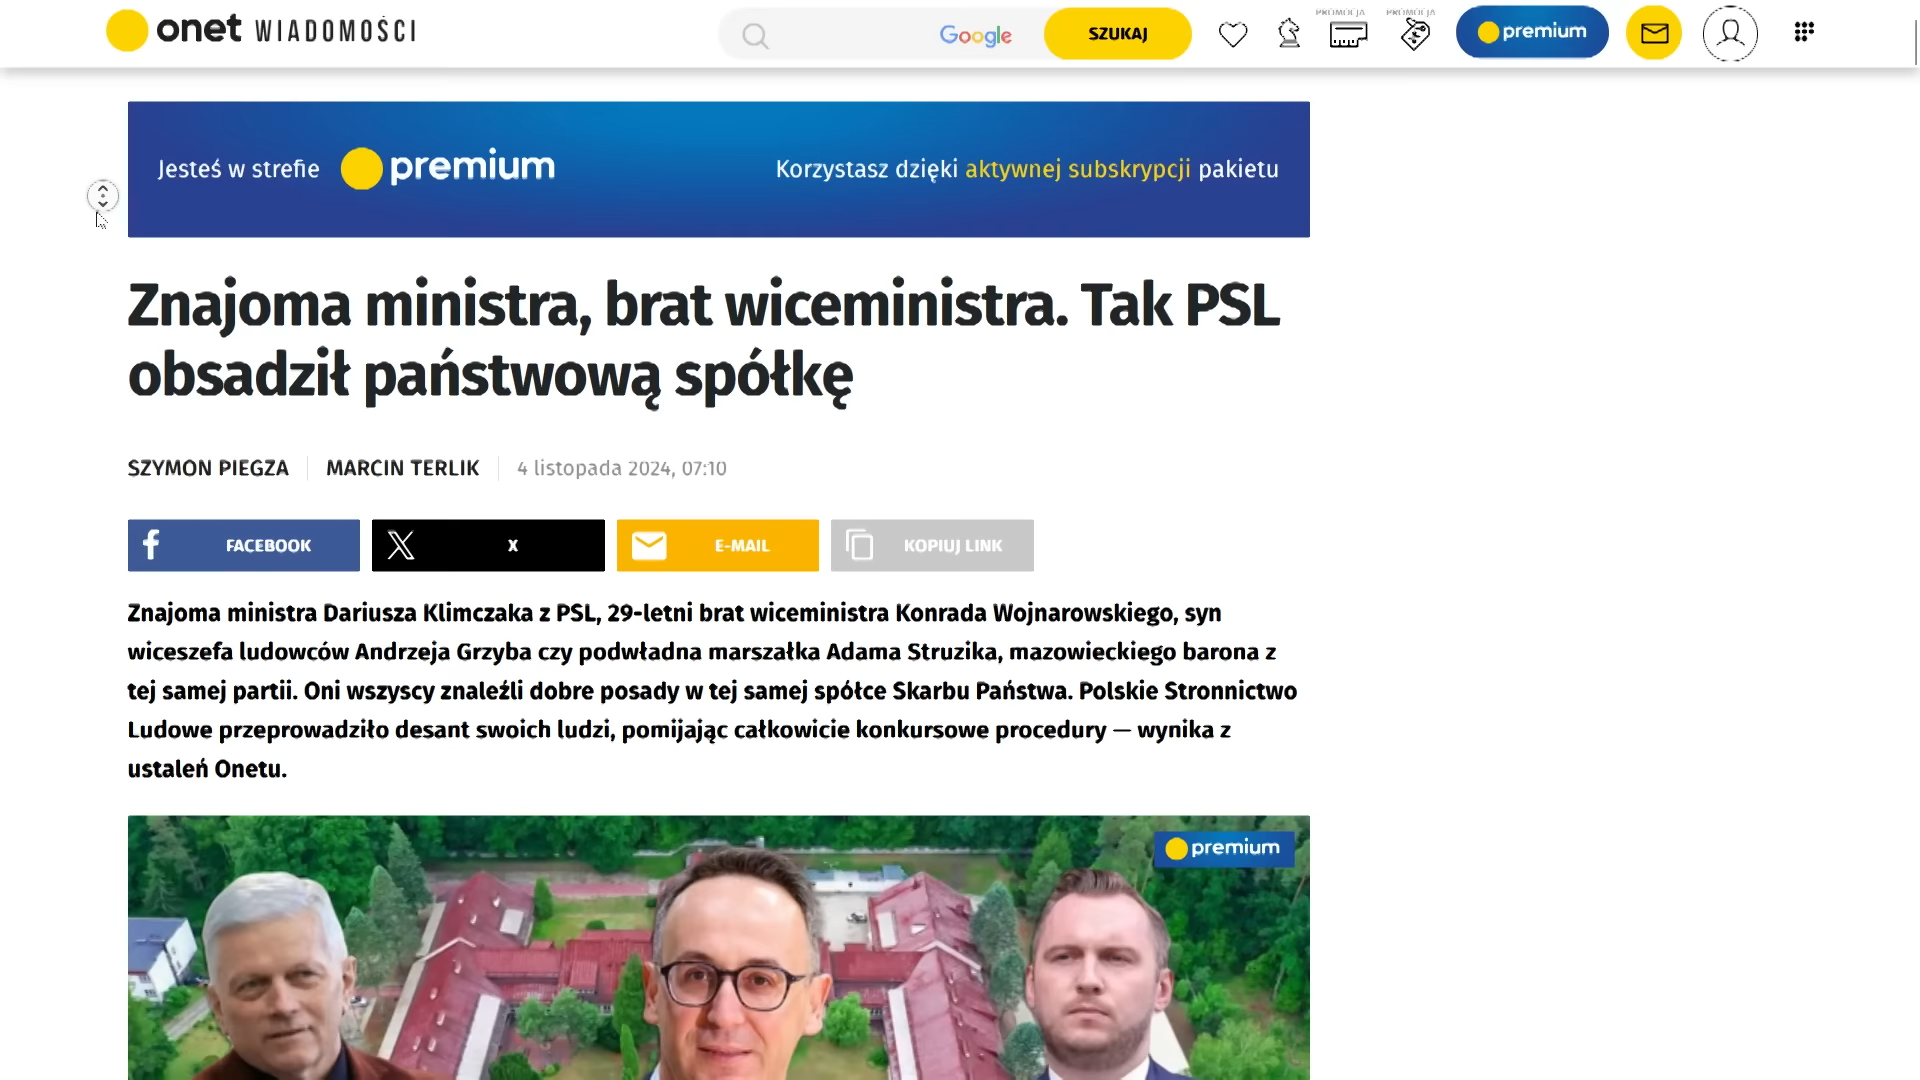 onet WIADOMOŚCI
Google
SZUKAJ
PROMOCJA
PROMOCJA
premium
Jesteś w strefie premium
Korzystasz dzięki aktywnej subskrypcji pakietu
Znajoma ministra, brat wiceministra. Tak PSL
obsadził państwową spółkę
SZYMON PIEGZA MARCIN TERLIK 4 listopada 2024, 07:10
FACEBOOK
X
E-MAIL
KOPIUJ LINK
Znajoma ministra Dariusza Klimczaka z PSL, 29-letni brat wiceministra Konrada Wojnarowskiego, syn
wiceszefa ludowców Andrzeja Grzyba czy podwładna marszałka Adama Struzika, mazowieckiego barona z
tej samej partii. Oni wszyscy znaleźli dobre posady w tej samej spółce Skarbu Państwa. Polskie Stronnictwo
Ludowe przeprowadziło desant swoich ludzi, pomijając całkowicie konkursowe procedury — wynika z
ustaleń Onetu.
premium